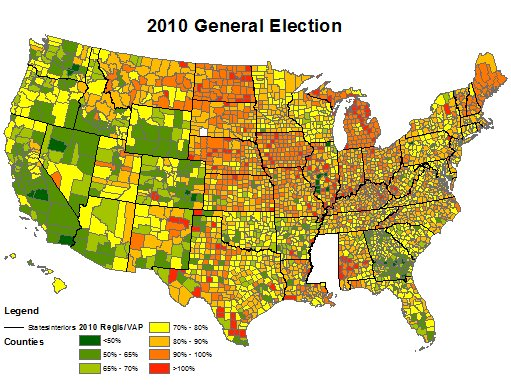 2010 General Election
Legend
States Interiors 2010 Regis/VAP
Counties
<50%
50% - 65%
65% - 70%
70% - 80%
80% - 90%
90% - 100%
>100%